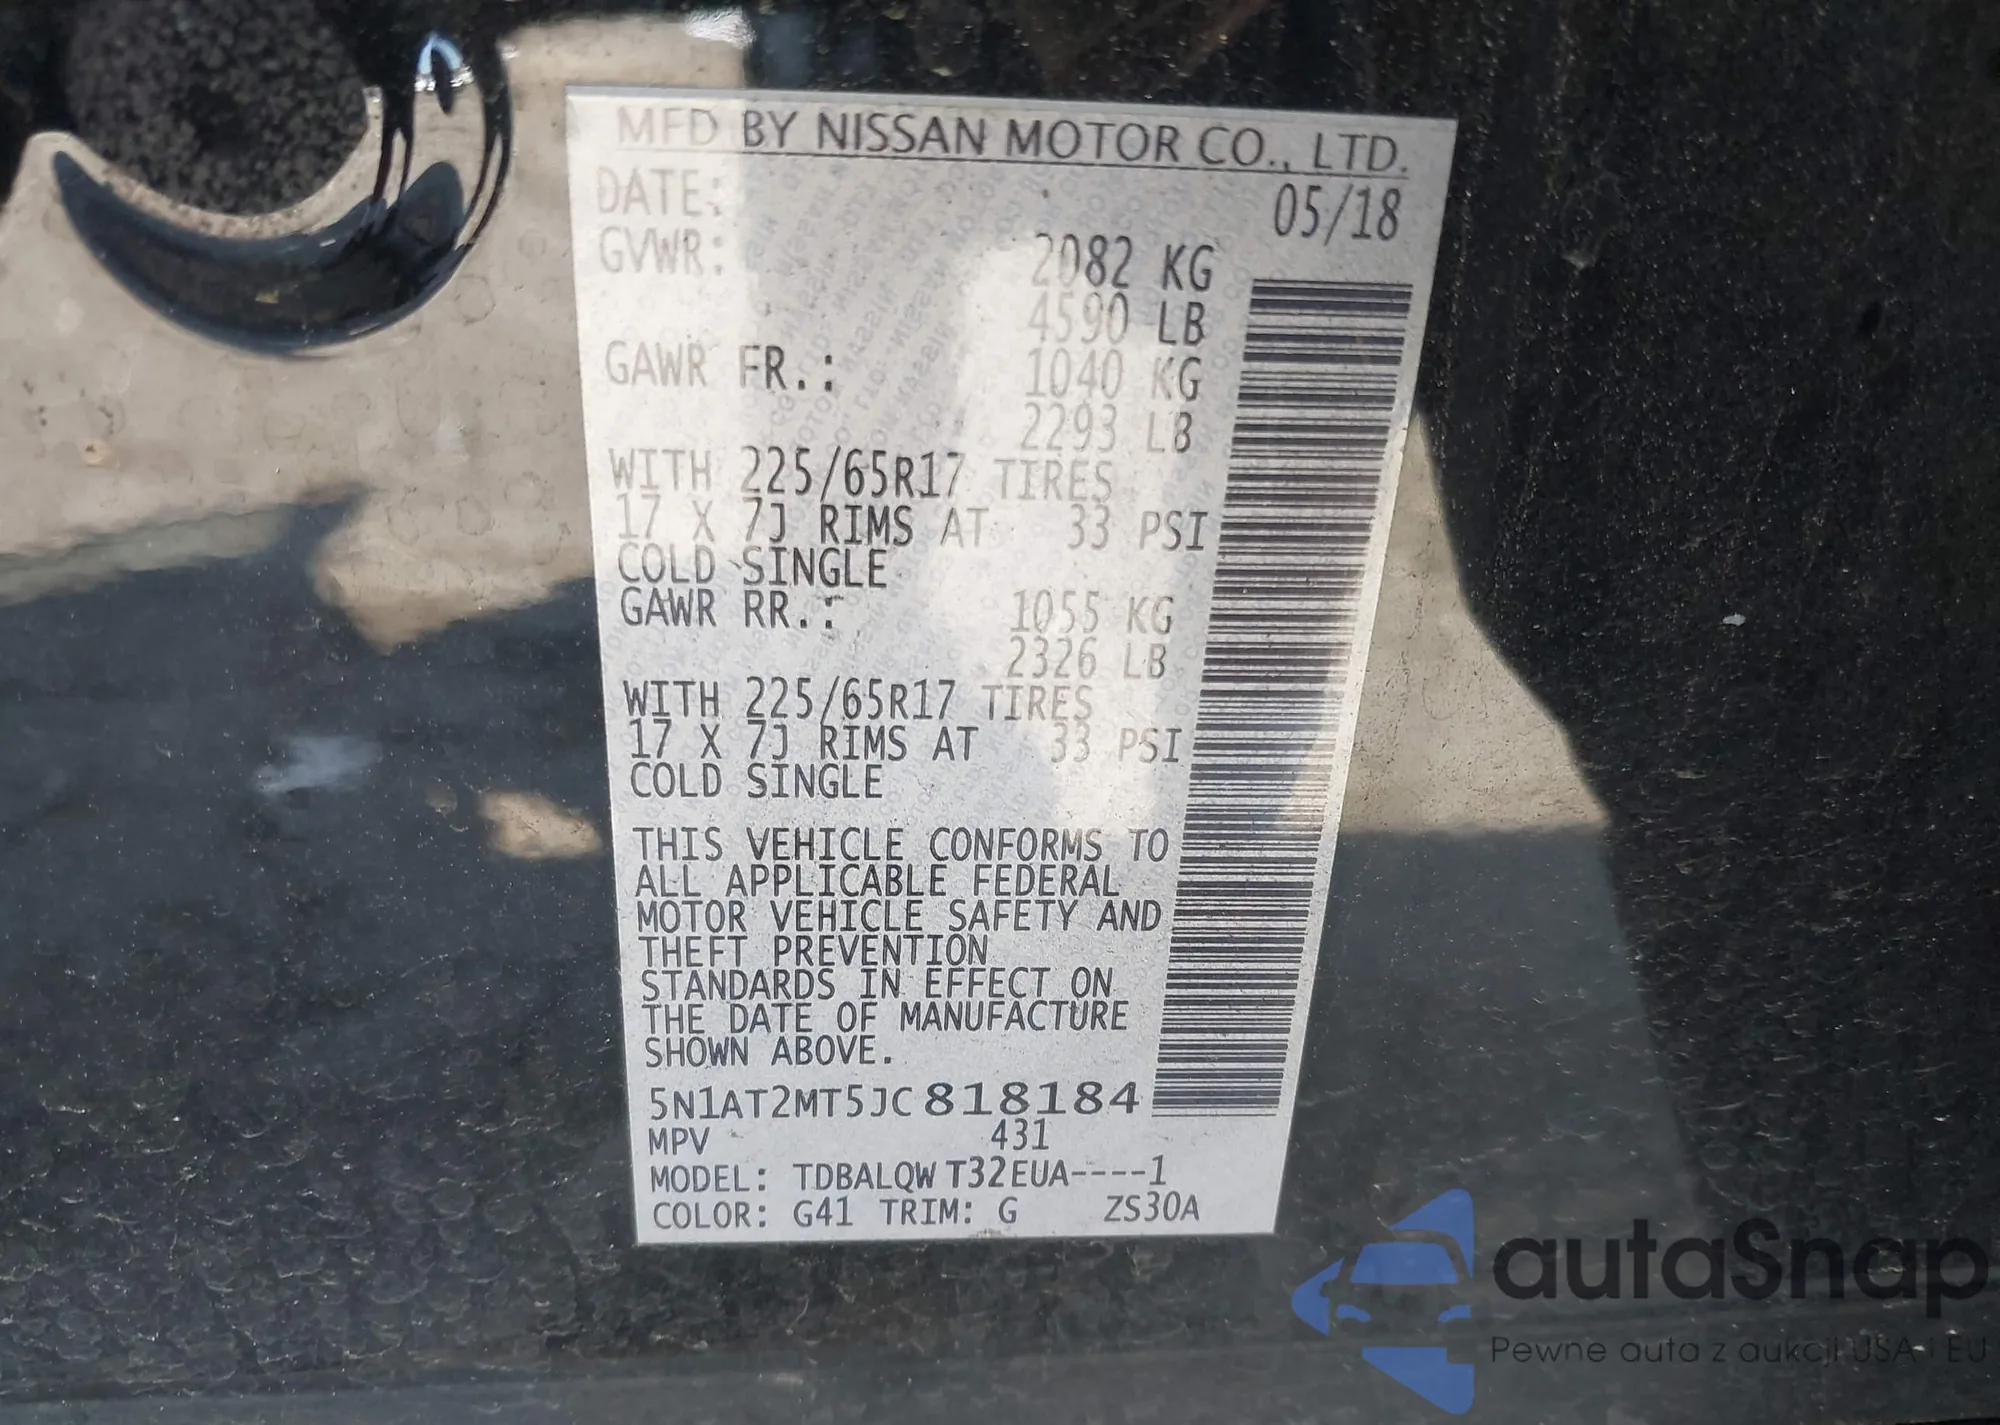 MFD BY NISSAN MOTOR CO., LTD.
DATE: 05/18
GVWR: 2082 KG
4590 LB
GAWR FR.: 1040 KG
2293 LB
WITH 225/65R17 TIRES
17 X 7J RIMS AT 33 PSI
COLD SINGLE
GAWR RR.: 1055 KG
2326 LB
WITH 225/65R17 TIRES
17 X 7J RIMS AT 33 PSI
COLD SINGLE
THIS VEHICLE CONFORMS TO
ALL APPLICABLE FEDERAL
MOTOR VEHICLE SAFETY AND
THEFT PREVENTION
STANDARDS IN EFFECT ON
THE DATE OF MANUFACTURE
SHOWN ABOVE.
5N1AT2MT5JC818184
MPV 431
MODEL: TDBALQW T32EUA----1
COLOR: G41 TRIM: G ZS30A
autaSnap
Pewne auta z aukcji USA i EU